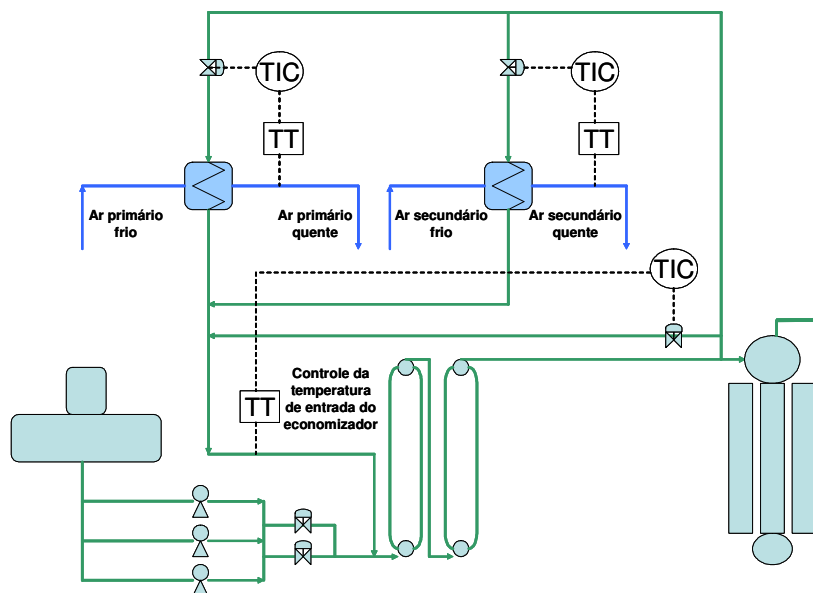 TIC
TIC
TT
TT
Ar primário
frio
Ar primário
quente
Ar secundário
frio
Ar secundário
quente
TIC
Controle da
temperatura
de entrada do
economizador
TT